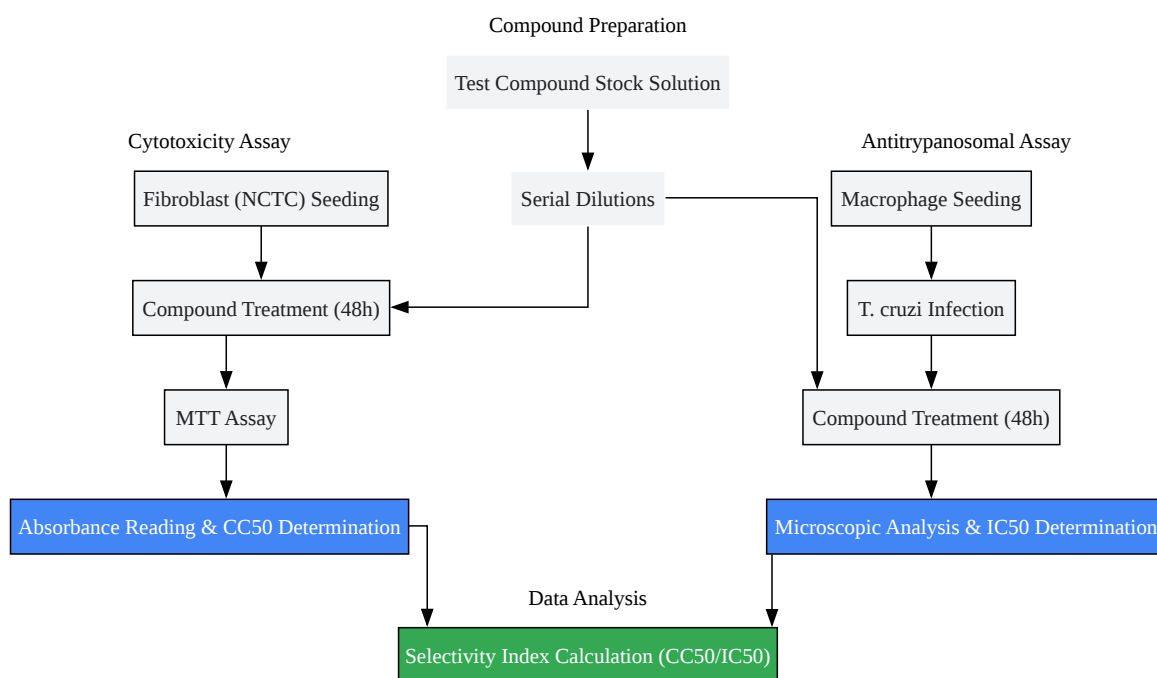 Compound Preparation
Test Compound Stock Solution
Cytotoxicity Assay
Antitrypanosomal Assay
Fibroblast (NCTC) Seeding
Serial Dilutions
Macrophage Seeding
Compound Treatment (48h)
T. cruzi Infection
MTT Assay
Compound Treatment (48h)
Absorbance Reading & CC50 Determination
Microscopic Analysis & IC50 Determination
Data Analysis
Selectivity Index Calculation (CC50/IC50)